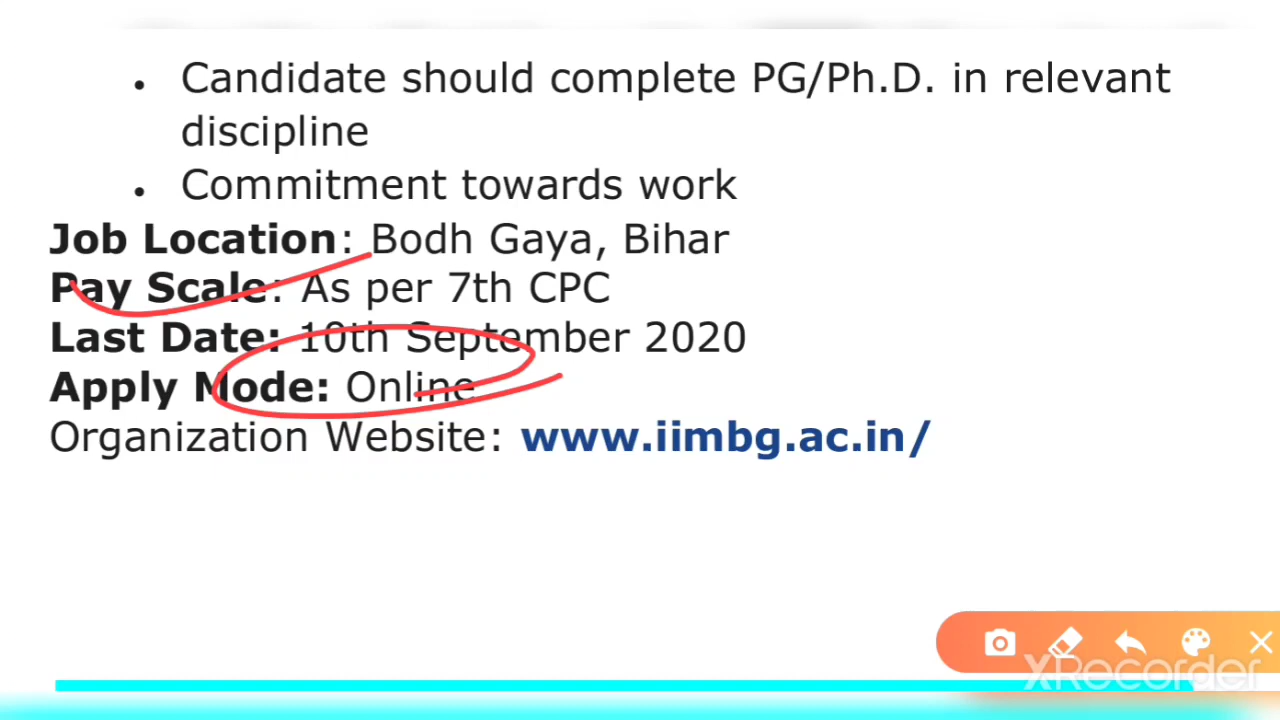 • Candidate should complete PG/Ph.D. in relevant
discipline
• Commitment towards work
Job Location: Bodh Gaya, Bihar
Pay Scale: As per 7th CPC
Last Date: 10th September 2020
Apply Mode: Online
Organization Website: www.iimbg.ac.in/
XRecorder